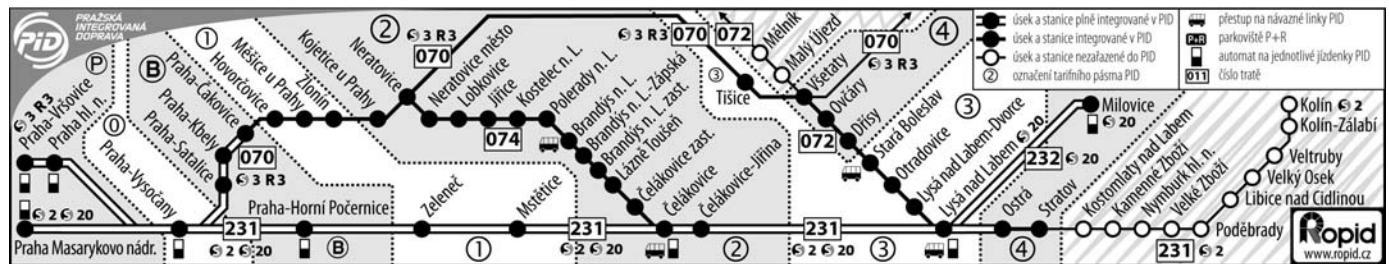 PRAŽSKÁ
INTEGROVANÁ
DOPRAVA
PID
P
0
B
1
2
4
3
S 3 R3
Praha-Vršovice
Praha hl. n.
S 2 S 20
Praha Masarykovo nádr.
Praha-Vysočany
Praha-Satalice
Praha-Kbely
Praha-Čakovice
Hovorčovice
Měšice u Prahy
Zlonín
Kojetice u Prahy
Neratovice
070
S 3 R3
070
S 3 R3
Neratovice město
Lobkovice
Jiřice
Kostelec n. L.
Polerady n. L.
074
Brandýs n. L.
Brandýs n. L.-Zápská
Brandýs n. L. zast.
Lázně Toušeň
Čelákovice zast.
Čelákovice
Čelákovice-Jiřina
S 3 R3
070
072
3
Tišice
Mělník
Malý Újezd
Všetaty
070
S 3 R3
Ovčáry
072
Dřísy
Stará Boleslav
Otradovice
Lysá nad Labem-Dvorce
Lysá nad Labem
S 20
232
S 20
Milovice
S 20
231
S 2 S 20
Praha-Horní Počernice
B
Zeleneč
1
Mstětice
231
S 2 S 20
2
231
S 2 S 20
3
Ostrá
4
Stratov
Kostomlaty nad Labem
Kamenné Zboží
Nymburk hl. n.
Velké Zboží
231
S 2
Poděbrady
Libice nad Cidlinou
Velký Osek
Veltruby
Kolín-Zálabí
Kolín
S 2
úsek a stanice plně integrované v PID
úsek a stanice integrované v PID
úsek a stanice nezařazené do PID
2 označení tarifního pásma PID
přestup na návazné linky PID
P+R parkoviště P+R
automat na jednotlivé jízdenky PID
011 číslo tratě
Ropid
www.ropid.cz